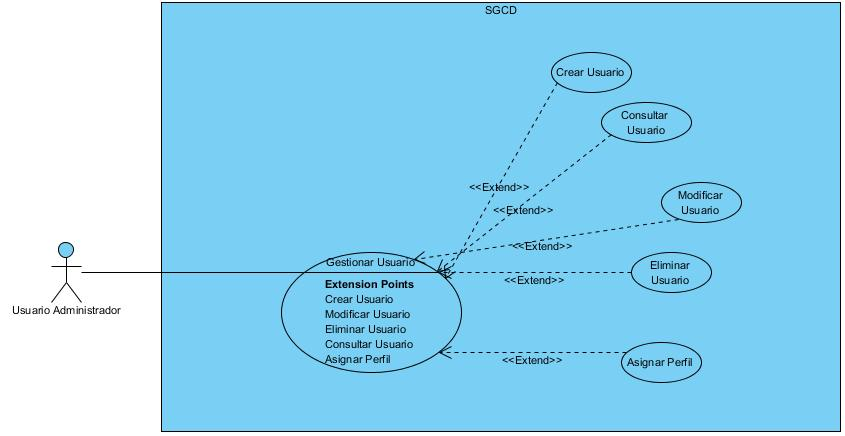 SGCD
Crear Usuario
Consultar
Usuario
<<Extend>>
Modificar
Usuario
<<Extend>>
<<Extend>>
Gestionar Usuario
Eliminar
Usuario
<<Extend>>
Extension Points
Crear Usuario
Modificar Usuario
Eliminar Usuario
Consultar Usuario
Asignar Perfil
Usuario Administrador
<<Extend>>
Asignar Perfil